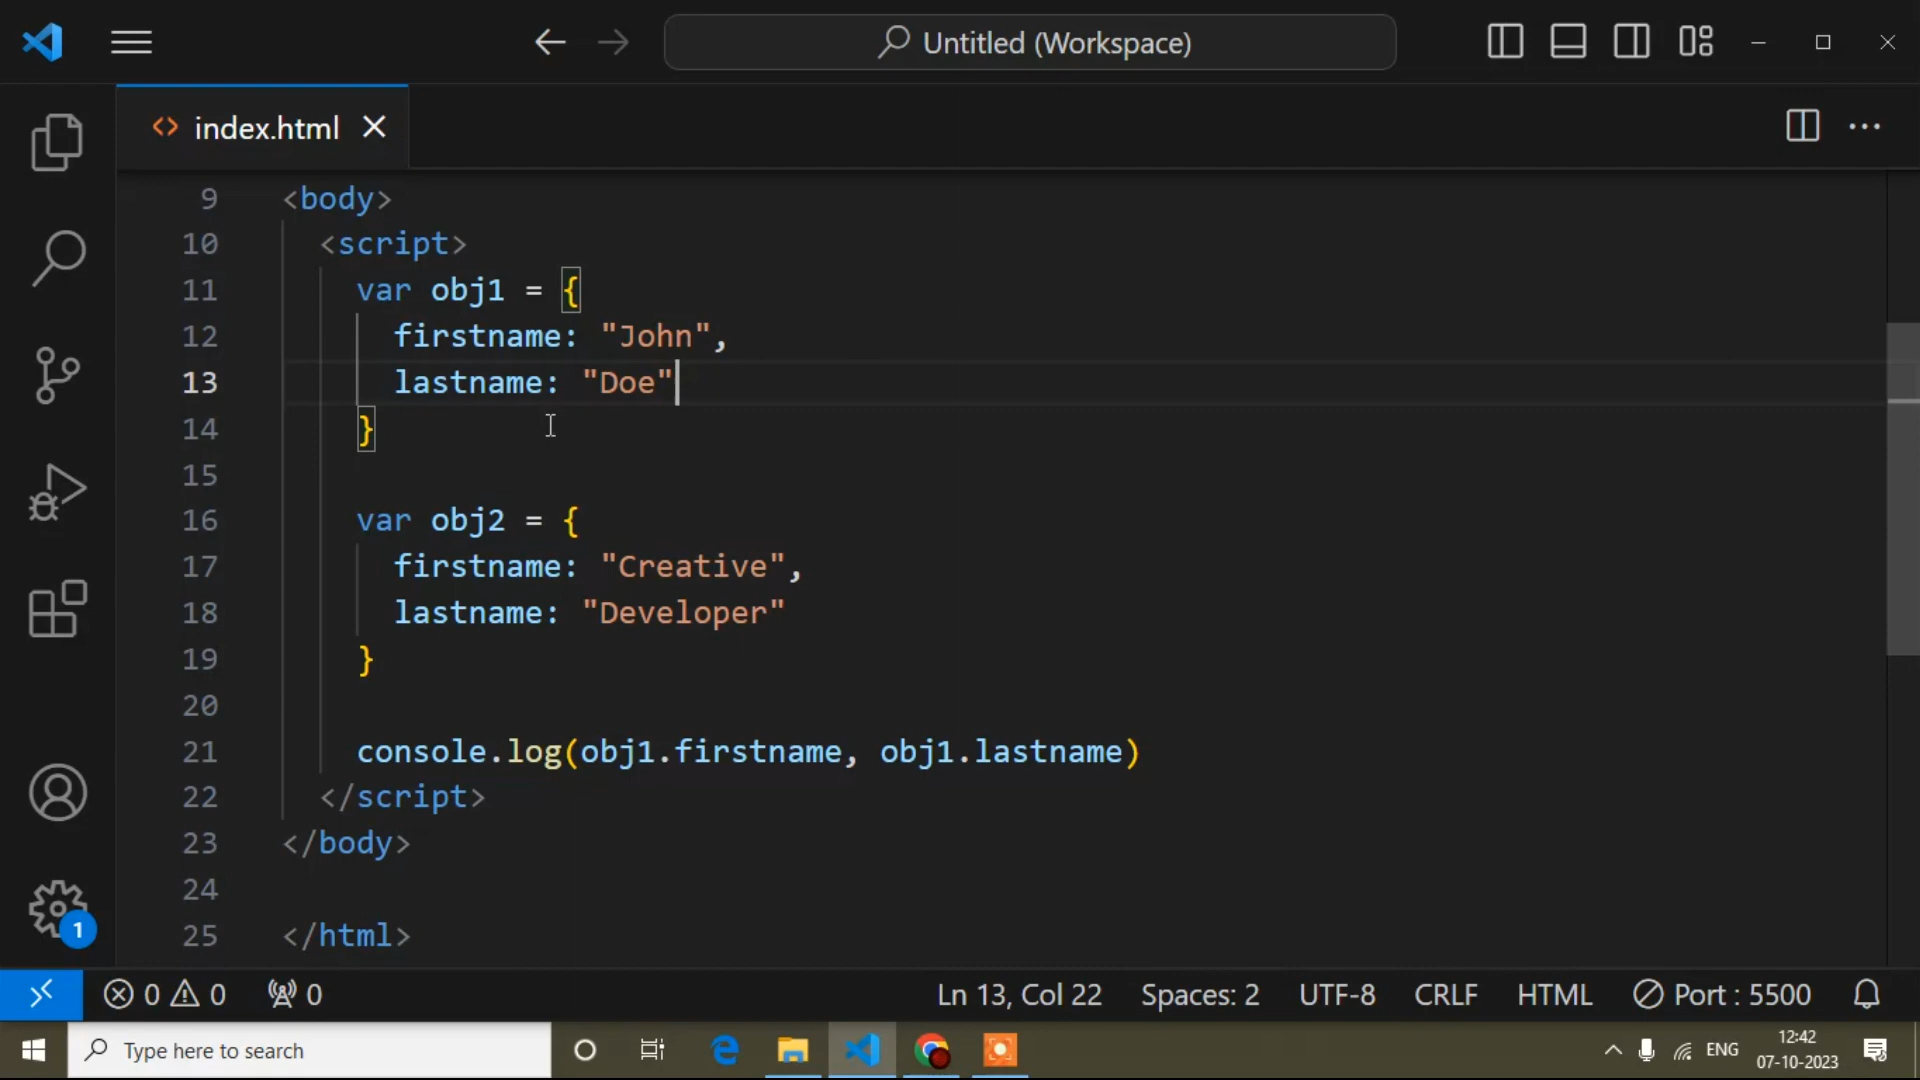 Untitled (Workspace)
index.html
9 <body>
10 <script>
11 var obj1 = {
12 firstname: "John",
13 lastname: "Doe"
14 }
15
16 var obj2 = {
17 firstname: "Creative",
18 lastname: "Developer"
19 }
20
21 console.log(obj1.firstname, obj1.lastname)
22 </script>
23 </body>
24
25 </html>
1
0 0 0 Ln 13, Col 22 Spaces: 2 UTF-8 CRLF HTML Port : 5500
Type here to search ENG 12:42
07-10-2023